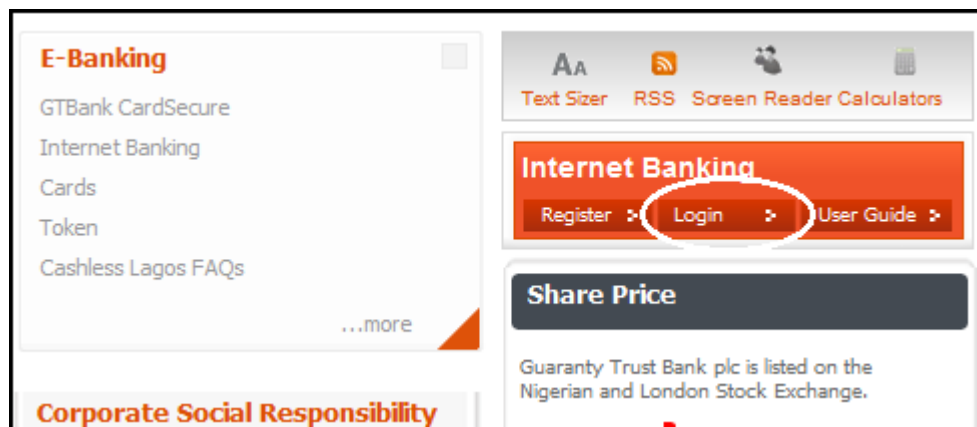 E-Banking
GTBank CardSecure
Internet Banking
Cards
Token
Cashless Lagos FAQs
...more
Corporate Social Responsibility
AA
Text Sizer RSS Screen Reader Calculators
Internet Banking
Register Login User Guide
Share Price
Guaranty Trust Bank plc is listed on the
Nigerian and London Stock Exchange.